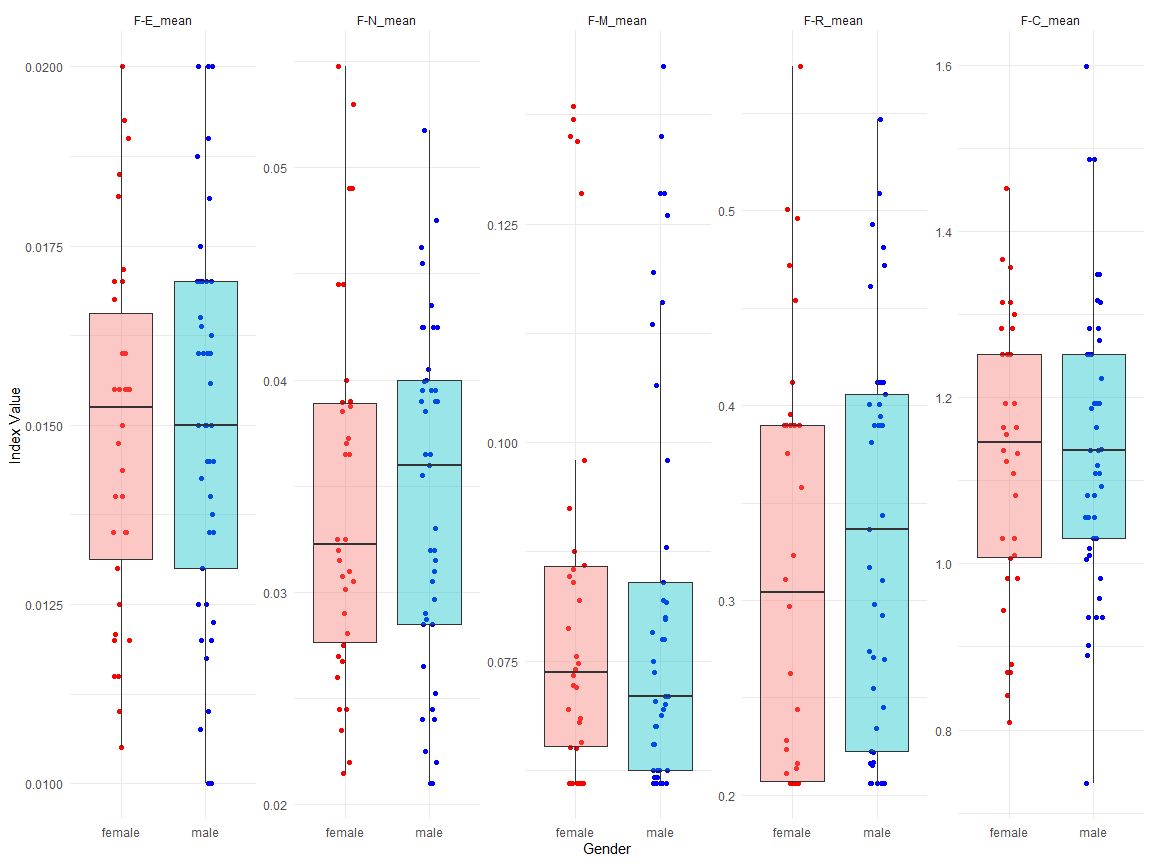 F-E_mean
F-N_mean
F-M_mean
F-R_mean
F-C_mean
Index Value
0.0200
0.0175
0.0150
0.0125
0.0100
0.05
0.04
0.03
0.02
0.125
0.100
0.075
0.5
0.4
0.3
0.2
1.6
1.4
1.2
1.0
0.8
female
male
female
male
female
male
female
male
female
male
Gender